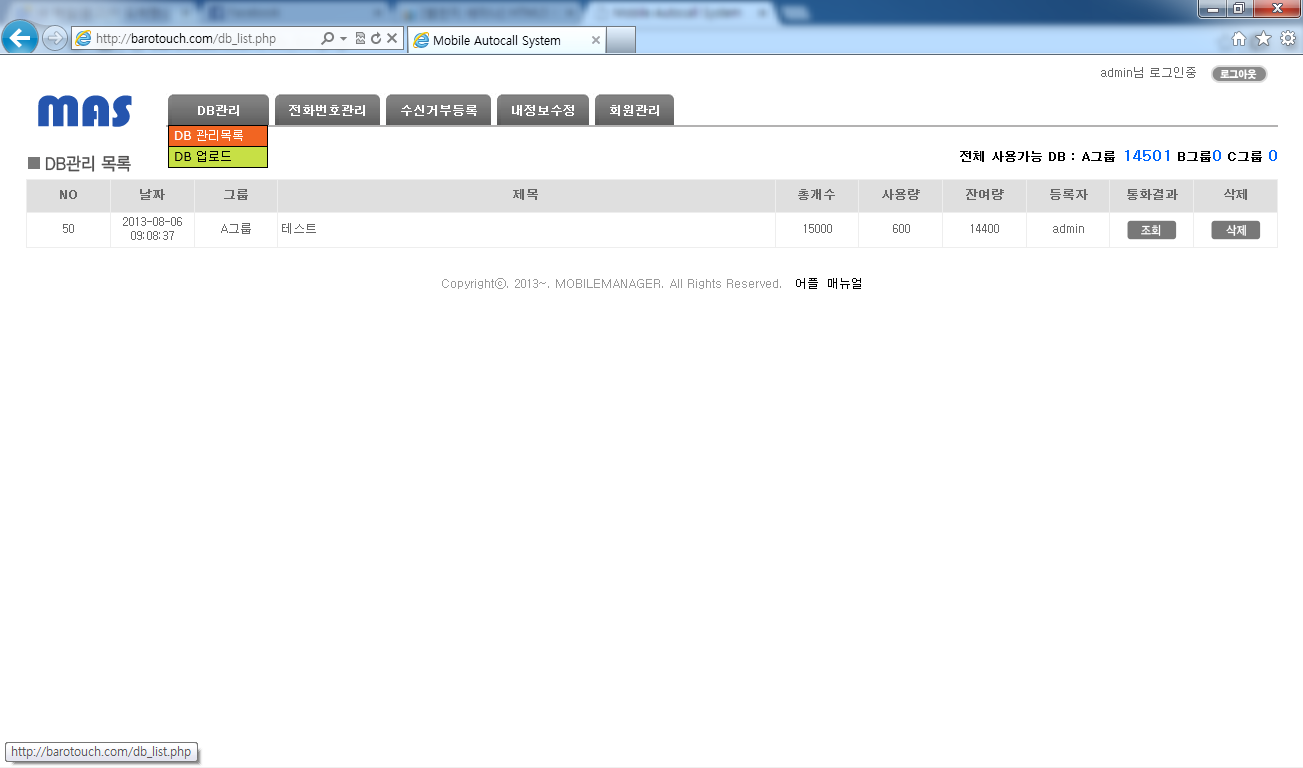 http://barotouch.com/db_list.php
Mobile Autocall System
admin님 로그인중 로그아웃
MAS
DB관리 전화번호관리 수신거부등록 내정보수정 회원관리
DB 관리목록
DB 업로드
DB관리 목록
전체 사용가능 DB : A그룹 14501 B그룹0 C그룹 0
NO 날짜 그룹 제목 총개수 사용량 잔여량 등록자 통화결과 삭제
50 2013-08-06 09:08:37 A그룹 테스트 15000 600 14400 admin 조회 삭제
Copyrightⓒ. 2013~. MOBILEMANAGER. All Rights Reserved. 어플 매뉴얼
http://barotouch.com/db_list.php